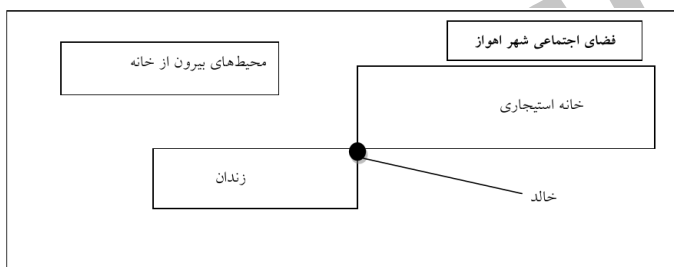 فضای اجتماعی شهر اهواز
محیط‌های بیرون از خانه
خانه استیجاری
زندان
خالد